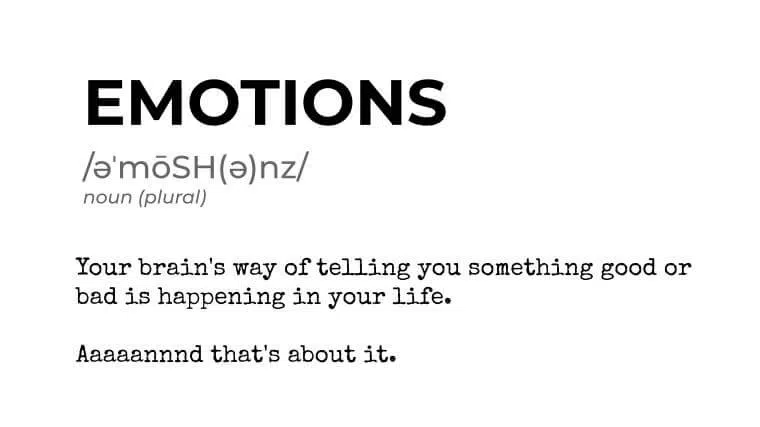 EMOTIONS
/ə'mōSH(ə)nz/
noun (plural)
Your brain's way of telling you something good or
bad is happening in your life.
Aaaaannnd that's about it.